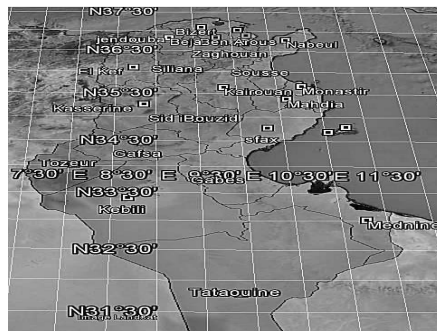 N37°30'
Bizert
Jendouba
Beja
Ben Arous
N36°30'
Nabeul
Zaghouan
El Kef
Siliana
Sousse
N35°30'
Kairouan
Monastir
Kasserine
Mahdia
Sidi Bouzid
N34°30'
sfax
Gafsa
Tozeur
7°30' E 8°30' E 9°30' E 10°30' E 11°30'
Gabes
N33°30'
Kebili
Mednine
N32°30'
Tataouine
N31°30'
Image Landsat